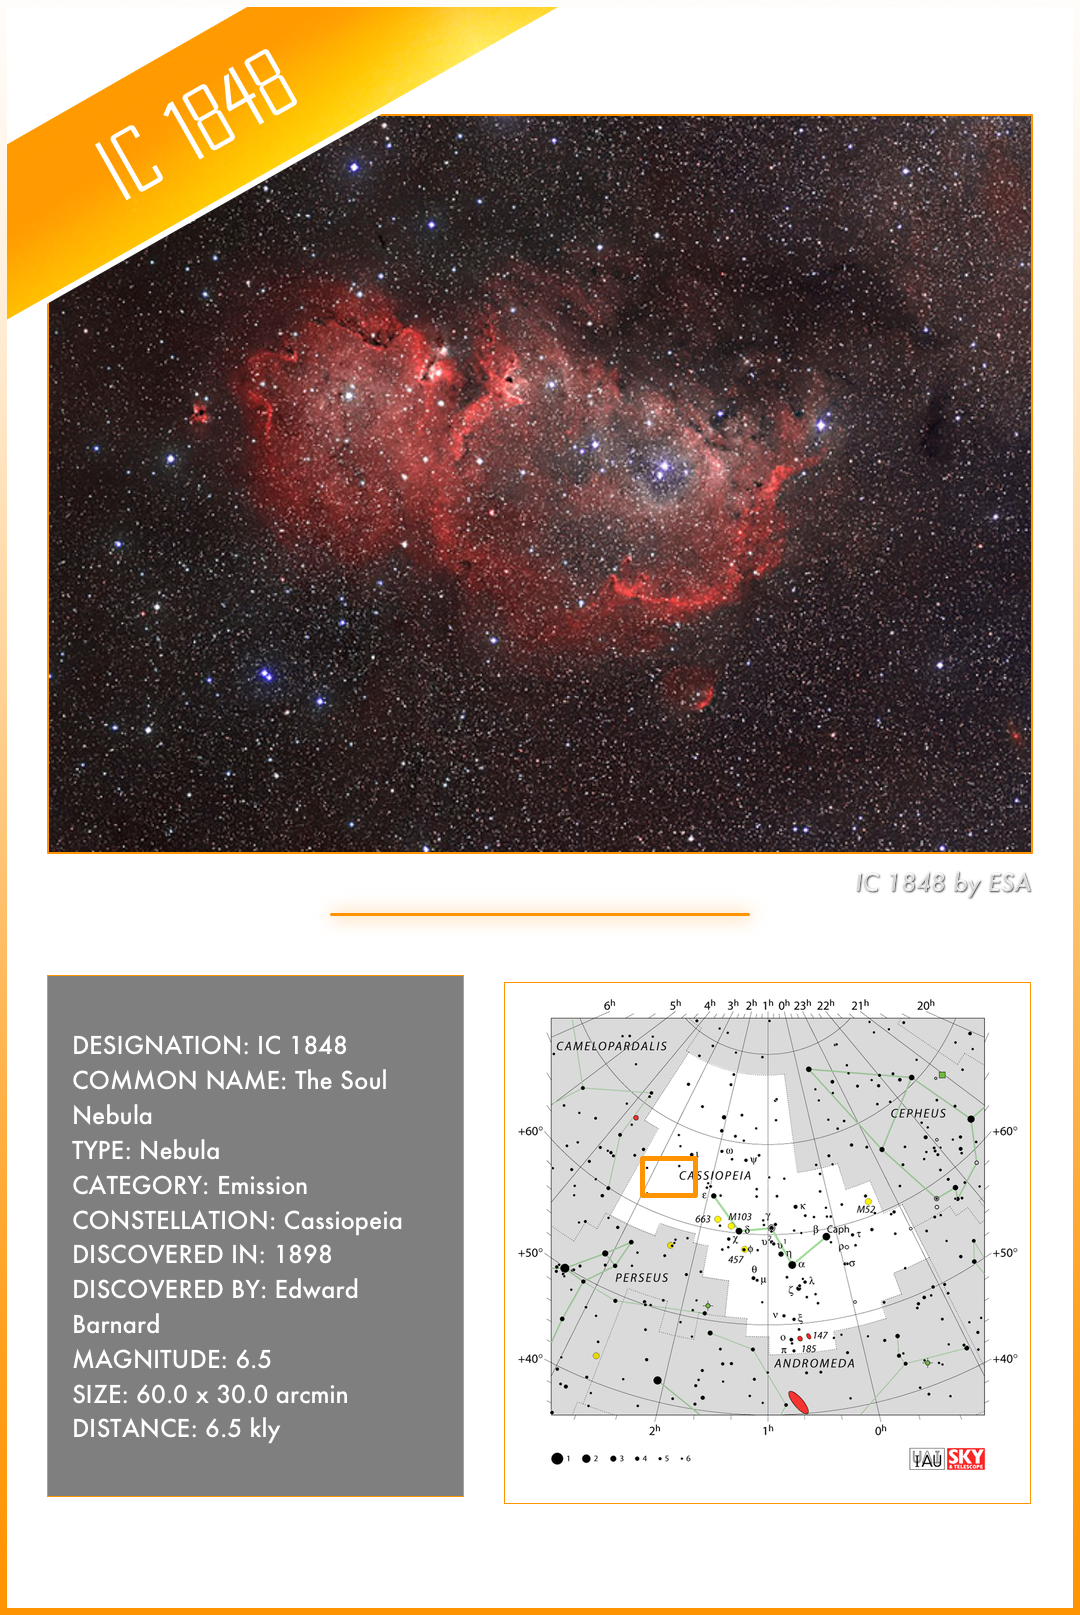 IC 1848
IC 1848 by ESA
DESIGNATION: IC 1848
COMMON NAME: The Soul
Nebula
TYPE: Nebula
CATEGORY: Emission
CONSTELLATION: Cassiopeia
DISCOVERED IN: 1898
DISCOVERED BY: Edward
Barnard
MAGNITUDE: 6.5
SIZE: 60.0 x 30.0 arcmin
DISTANCE: 6.5 kly
6h 5h 4h 3h 2h 1h 0h 23h 22h 21h 20h
CAMELOPARDALIS
CEPHEUS
+60° +60°
ω
ψ
ι
CASSIOPEIA
ε
κ
M52
663 M103 γ
δ β Caph τ
χ υ² υ¹ ρ
457 φ η σ
+50° +50°
θ α
PERSEUS μ λ
ζ
ν ξ
ο 147
π 185
+40° ANDROMEDA +40°
2h 1h 0h
1 2 3 4 5 6
IAU SKY
& TELESCOPE